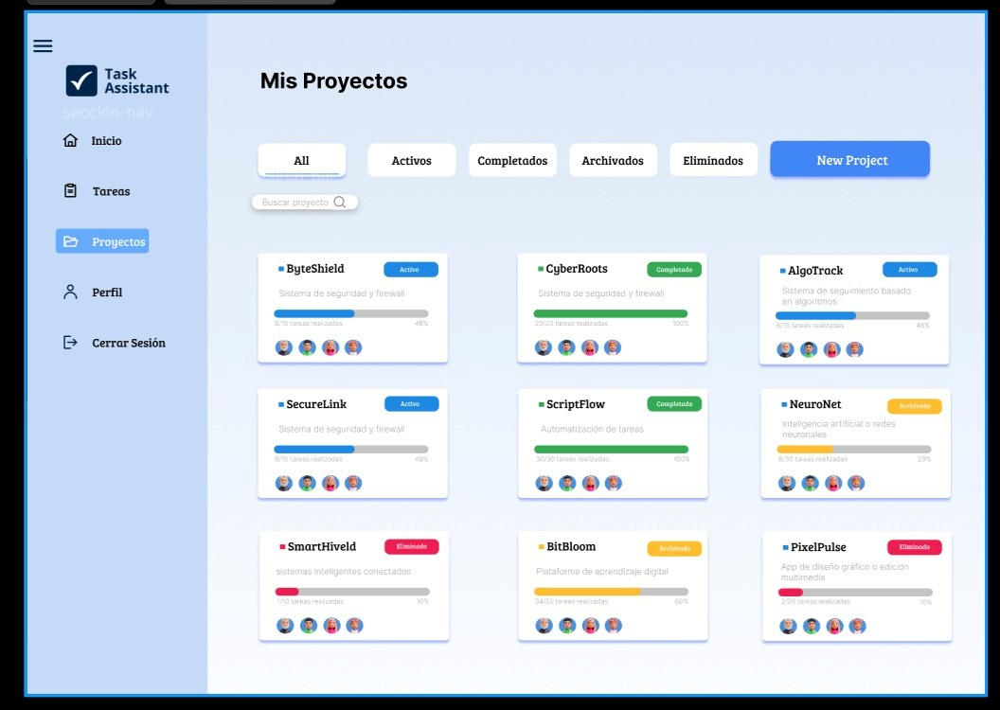 Task
Assistant
sección-nav
Inicio
Tareas
Proyectos
Perfil
Cerrar Sesión
Mis Proyectos
All
Activos
Completados
Archivados
Eliminados
New Project
Buscar proyecto
ByteShield
Activo
Sistema de seguridad y firewall
8/15 tareas realizadas
48%
CyberRoots
Completado
Sistema de seguridad y firewall
20/20 tareas realizadas
100%
AlgoTrack
Activo
Sistema de seguimiento basado
en algoritmos
8/15 tareas realizadas
48%
SecureLink
Activo
Sistema de seguridad y firewall
8/15 tareas realizadas
48%
ScriptFlow
Completado
Automatización de tareas
30/30 tareas realizadas
100%
NeuroNet
Archivado
Inteligencia artificial o redes
neuronales
8/30 tareas realizadas
29%
SmartHiveld
Eliminado
sistemas inteligentes conectados
1/10 tareas realizadas
10%
BitBloom
Archivado
Plataforma de aprendizaje digital
34/50 tareas realizadas
68%
PixelPulse
Eliminado
App de diseño gráfico o edición
multimedia
2/20 tareas realizadas
10%